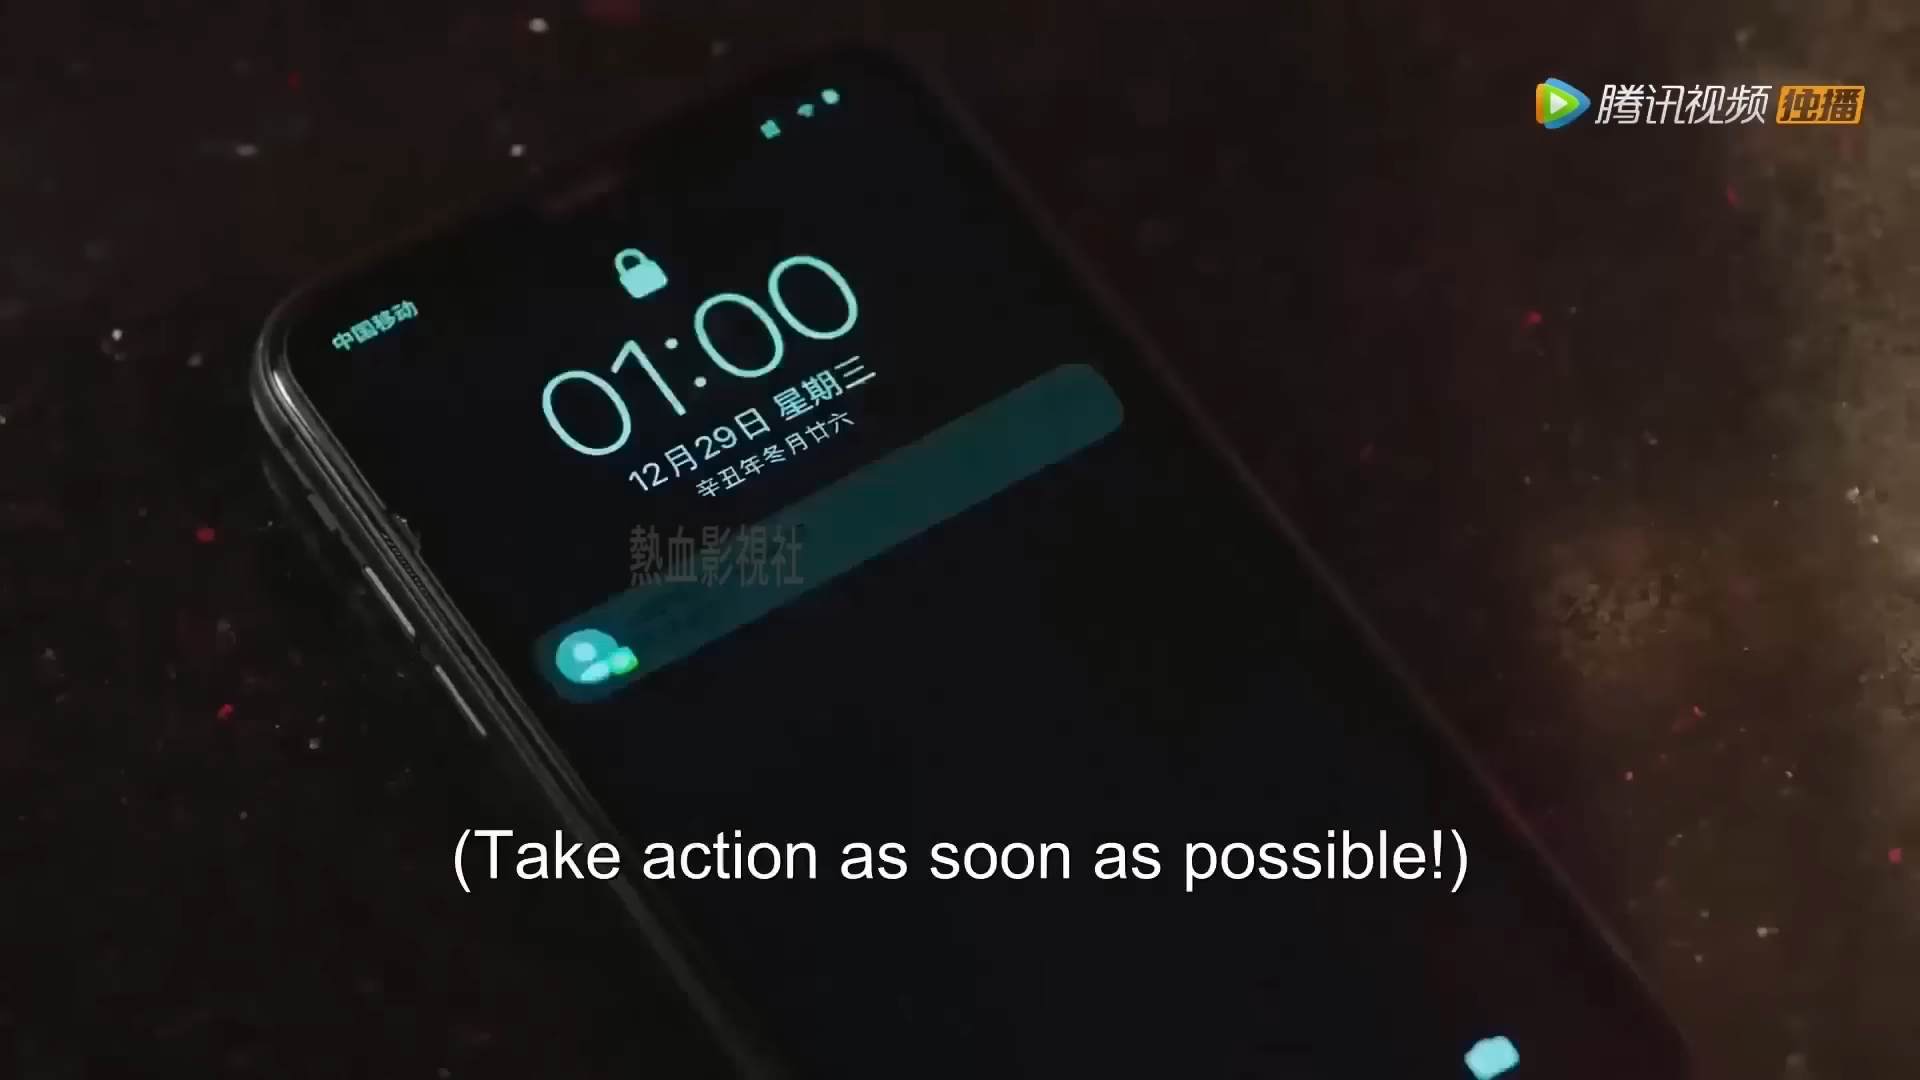 腾讯视频 独播
中国移动
01:00
12月29日 星期三
辛丑年冬月廿六
熱血影視社
(Take action as soon as possible!)